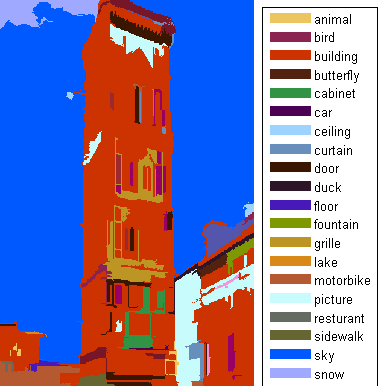 animal
bird
building
butterfly
cabinet
car
ceiling
curtain
door
duck
floor
fountain
grille
lake
motorbike
picture
resturant
sidewalk
sky
snow